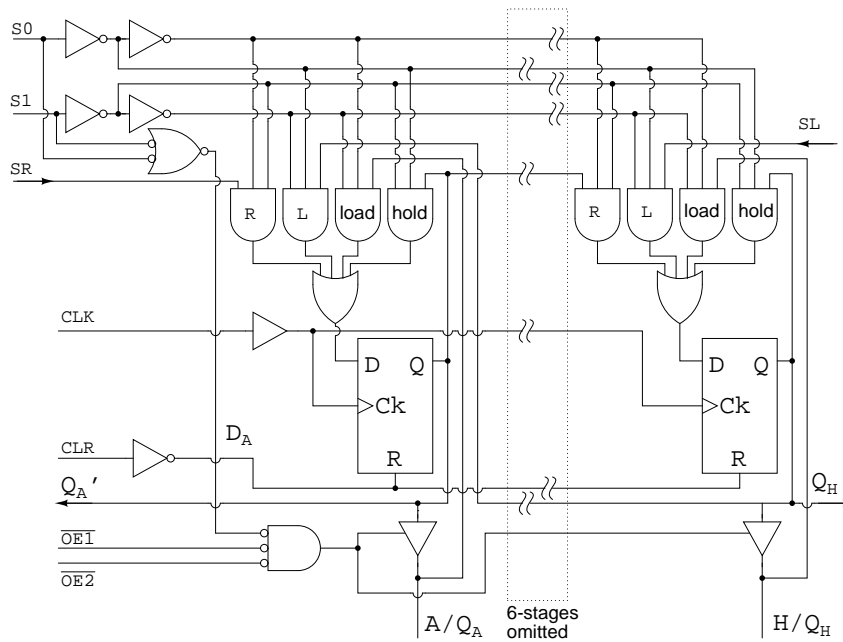 S0
S1
SL
SR
R
L
load
hold
R
L
load
hold
CLK
D
Q
D
Q
Ck
Ck
D_A
CLR
R
R
Q_A'
Q_H
OE1
OE2
A/Q_A
6-stages
omitted
H/Q_H